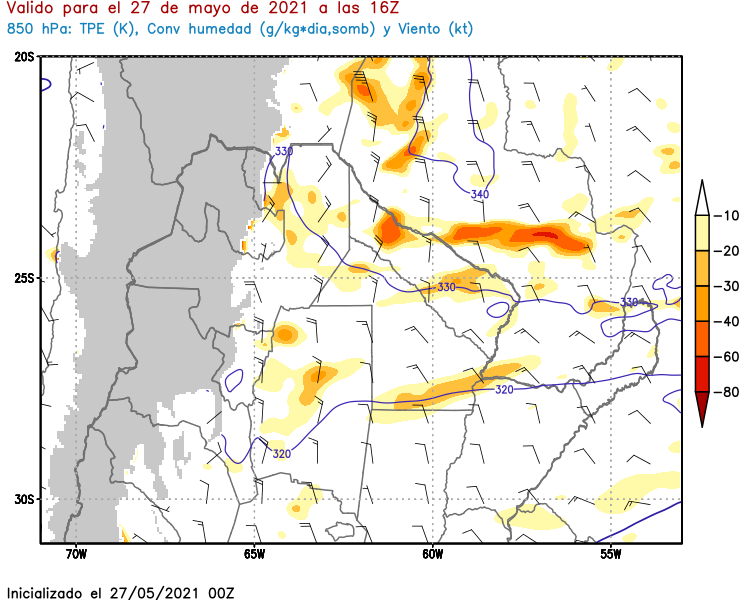 Valido para el 27 de mayo de 2021 a las 16Z
850 hPa: TPE (K), Conv humedad (g/kg*dia,somb) y Viento (kt)
20S
330
340
-10
-20
25S
330
330
-30
-40
-60
320
-80
320
30S
70W 65W 60W 55W
Inicializado el 27/05/2021 00Z